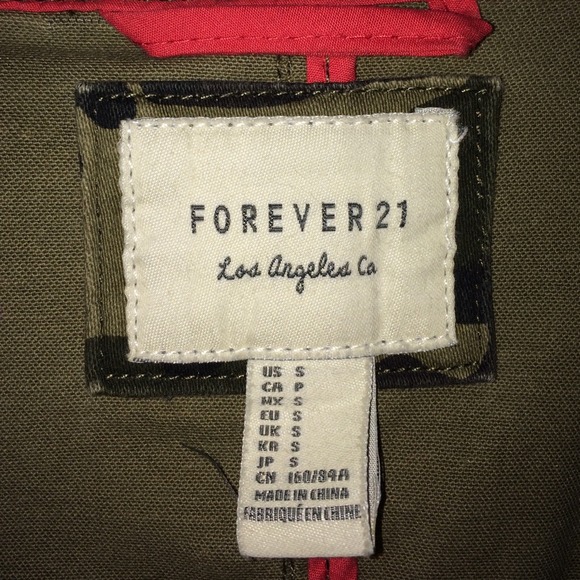 FOREVER 21
Los Angeles Ca
US S
CA P
MX S
EU S
UK S
KR S
JP S
CN 160/84A
MADE IN CHINA
FABRIQUÉ EN CHINE